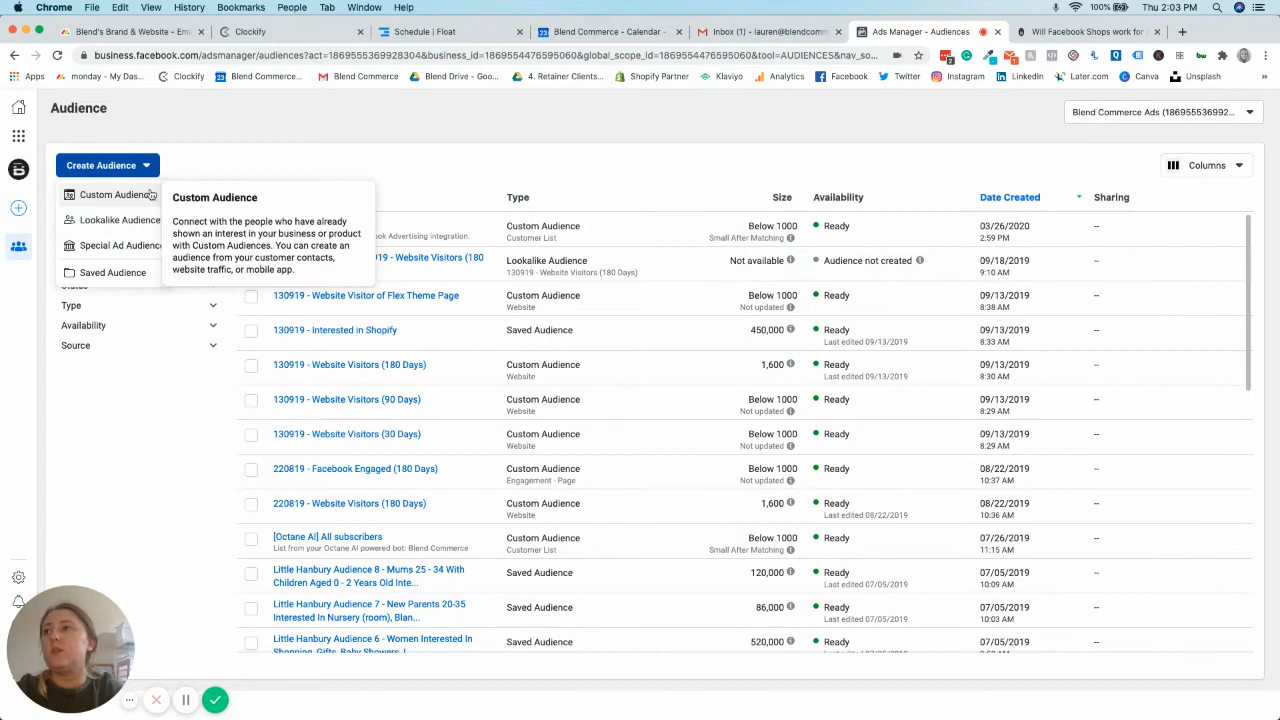 Chrome File Edit View History Bookmarks People Tab Window Help
100% Thu 2:03 PM
Blend's Brand & Website
Clockify
Schedule | Float
Blend Commerce - Calendar -
Inbox (1) - lauren@blendcomm
Ads Manager - Audiences
Will Facebook Shops work for
business.facebook.com/adsmanager/audiences?act=1869555369928304&business_id=1869554476595060&global_scope_id=1869554476595060&tool=AUDIENCES&nav_so...
Apps
monday - My Das...
Clockify
Blend Commerce...
Blend Commerce
Blend Drive - Goo...
4. Retainer Clients...
Shopify Partner
Klaviyo
Analytics
Facebook
Twitter
Instagram
LinkedIn
Later.com
Canva
Unsplash
Audience
Blend Commerce Ads (186955536992...
Create Audience
Columns
Custom Audience
Lookalike Audience
Special Ad Audience
Saved Audience
Custom Audience
Connect with the people who have already
shown an interest in your business or product
with Custom Audiences. You can create an
audience from your customer contacts,
website traffic, or mobile app.
Status
Type
Availability
Source
Type Size Availability Date Created Sharing
Custom Audience Below 1000 Ready 03/26/2020 --
ook Advertising integration. Customer List Small After Matching 2:59 PM
919 - Website Visitors (180 Lookalike Audience Not available Audience not created 09/18/2019 --
130919 - Website Visitors (180 Days) 9:10 AM
130919 - Website Visitor of Flex Theme Page Custom Audience Below 1000 Ready 09/13/2019 --
Website Not updated 8:38 AM
130919 - Interested in Shopify Saved Audience 450,000 Ready 09/13/2019 --
Last edited 09/13/2019 8:33 AM
130919 - Website Visitors (180 Days) Custom Audience 1,600 Ready 09/13/2019 --
Website Last edited 09/13/2019 8:30 AM
130919 - Website Visitors (90 Days) Custom Audience Below 1000 Ready 09/13/2019 --
Website Not updated 8:29 AM
130919 - Website Visitors (30 Days) Custom Audience Below 1000 Ready 09/13/2019 --
Website Not updated 8:29 AM
220819 - Facebook Engaged (180 Days) Custom Audience Below 1000 Ready 08/22/2019 --
Engagement - Page Not updated 10:37 AM
220819 - Website Visitors (180 Days) Custom Audience 1,600 Ready 08/22/2019 --
Website Last edited 08/22/2019 10:36 AM
[Octane AI] All subscribers Custom Audience Below 1000 Ready 07/26/2019 --
List from your Octane AI powered bot: Blend Commerce Customer List Small After Matching 11:15 AM
Little Hanbury Audience 8 - Mums 25 - 34 With Saved Audience 120,000 Ready 07/05/2019 --
Children Aged 0 - 2 Years Old Inte... Last edited 07/05/2019 10:09 AM
Little Hanbury Audience 7 - New Parents 20-35 Saved Audience 86,000 Ready 07/05/2019 --
Interested In Nursery (room), Blan... Last edited 07/05/2019 10:03 AM
Little Hanbury Audience 6 - Women Interested In Saved Audience 520,000 Ready 07/05/2019 --
Shopping, Gifts, Baby Showers, I... Last edited 07/05/2019